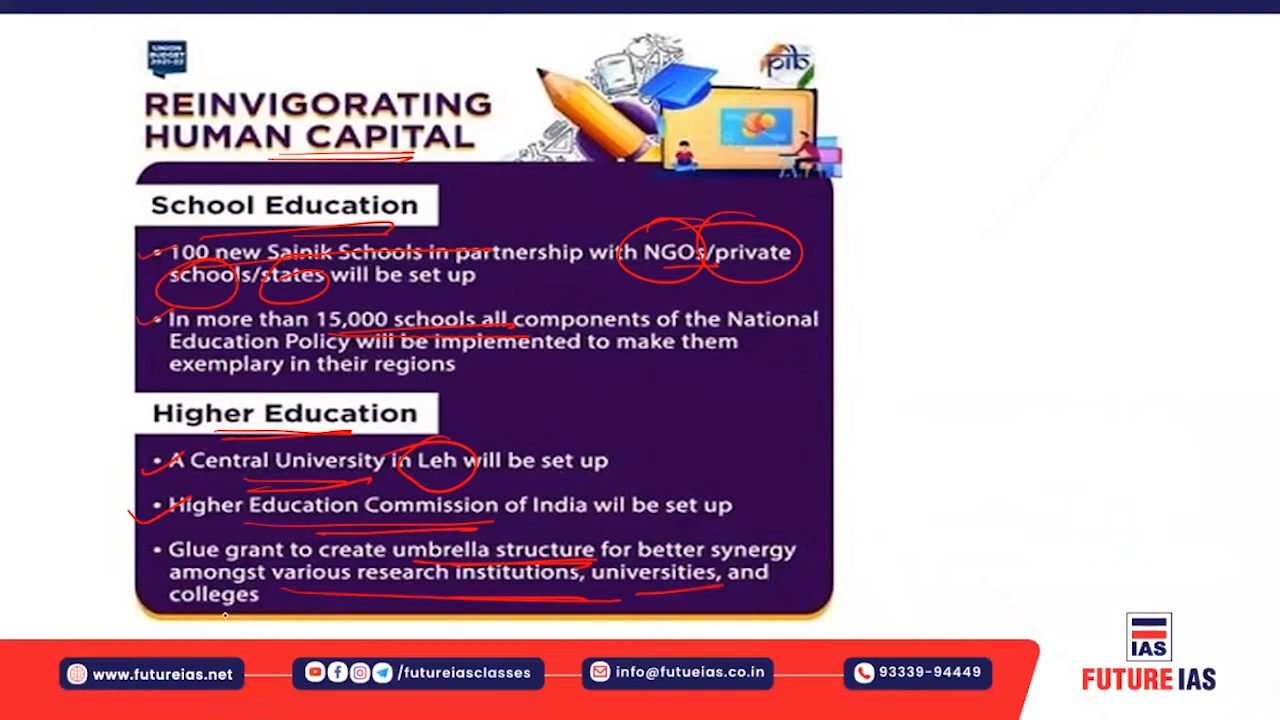 UNION
BUDGET
2021-22
pib
REINVIGORATING
HUMAN CAPITAL
School Education
• 100 new Sainik Schools in partnership with NGOs/private
schools/states will be set up
• In more than 15,000 schools all components of the National
Education Policy will be implemented to make them
exemplary in their regions
Higher Education
• A Central University in Leh will be set up
• Higher Education Commission of India wil be set up
• Glue grant to create umbrella structure for better synergy
amongst various research institutions, universities, and
colleges
www.futureias.net
/futureiasclasses
info@futueias.co.in
93339-94449
IAS
FUTURE IAS